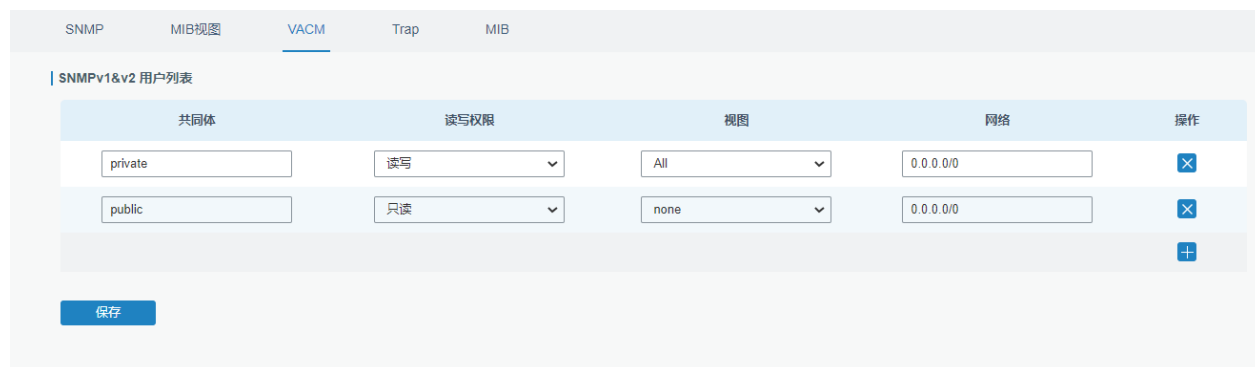 SNMP MIB视图 VACM Trap MIB
SNMPv1&v2 用户列表
共同体 读写权限 视图 网络 操作
private 读写 All 0.0.0.0/0
public 只读 none 0.0.0.0/0
保存